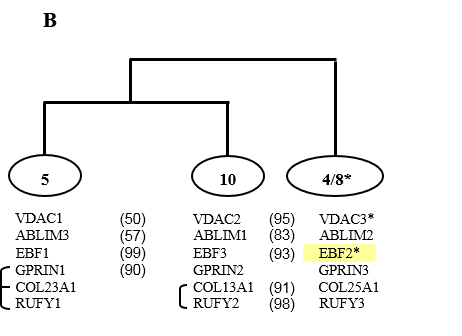 B
5 10 4/8*
VDAC1 (50) VDAC2 (95) VDAC3*
ABLIM3 (57) ABLIM1 (83) ABLIM2
EBF1 (99) EBF3 (93) EBF2*
GPRIN1 (90) GPRIN2 GPRIN3
COL23A1 COL13A1 (91) COL25A1
RUFY1 RUFY2 (98) RUFY3